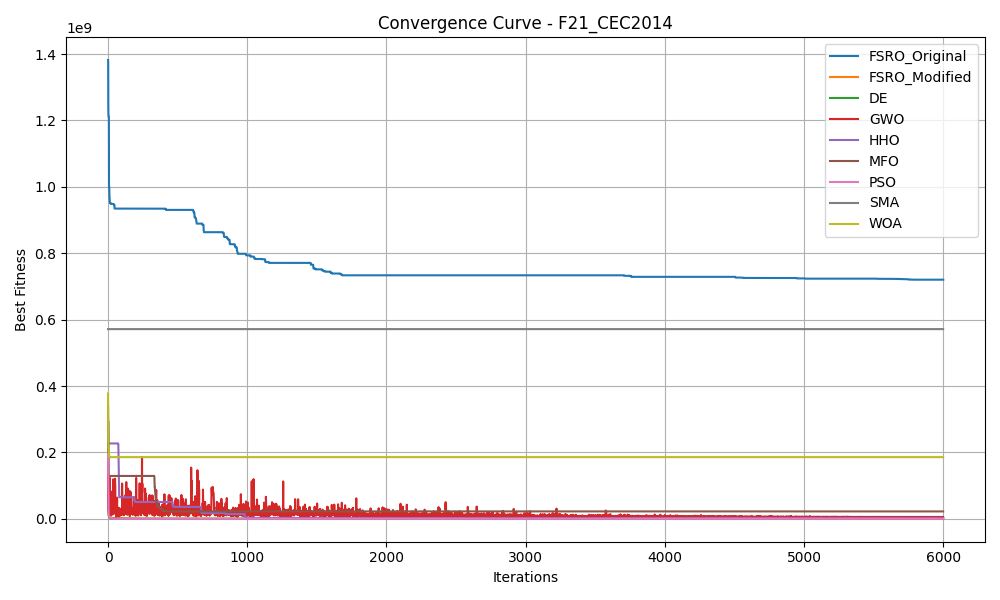 Convergence Curve - F21_CEC2014
1e9
1.4
1.2
1.0
0.8
0.6
0.4
0.2
0.0
Best Fitness
0 1000 2000 3000 4000 5000 6000
Iterations
FSRO_Original
FSRO_Modified
DE
GWO
HHO
MFO
PSO
SMA
WOA